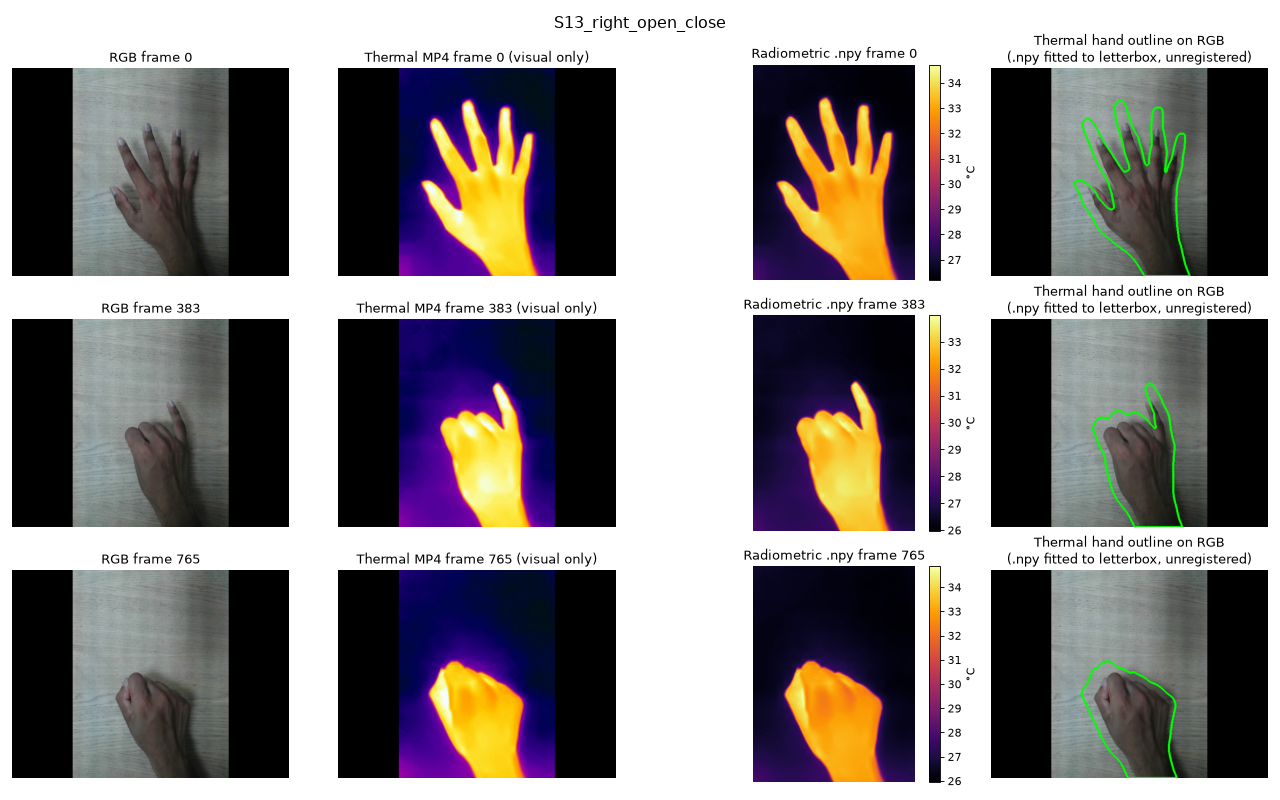 S13_right_open_close
RGB frame 0
Thermal MP4 frame 0 (visual only)
Radiometric .npy frame 0
Thermal hand outline on RGB
(.npy fitted to letterbox, unregistered)
34
33
32
31
30
29
28
27
°C
RGB frame 383
Thermal MP4 frame 383 (visual only)
Radiometric .npy frame 383
Thermal hand outline on RGB
(.npy fitted to letterbox, unregistered)
33
32
31
30
29
28
27
26
°C
RGB frame 765
Thermal MP4 frame 765 (visual only)
Radiometric .npy frame 765
Thermal hand outline on RGB
(.npy fitted to letterbox, unregistered)
34
33
32
31
30
29
28
27
26
°C